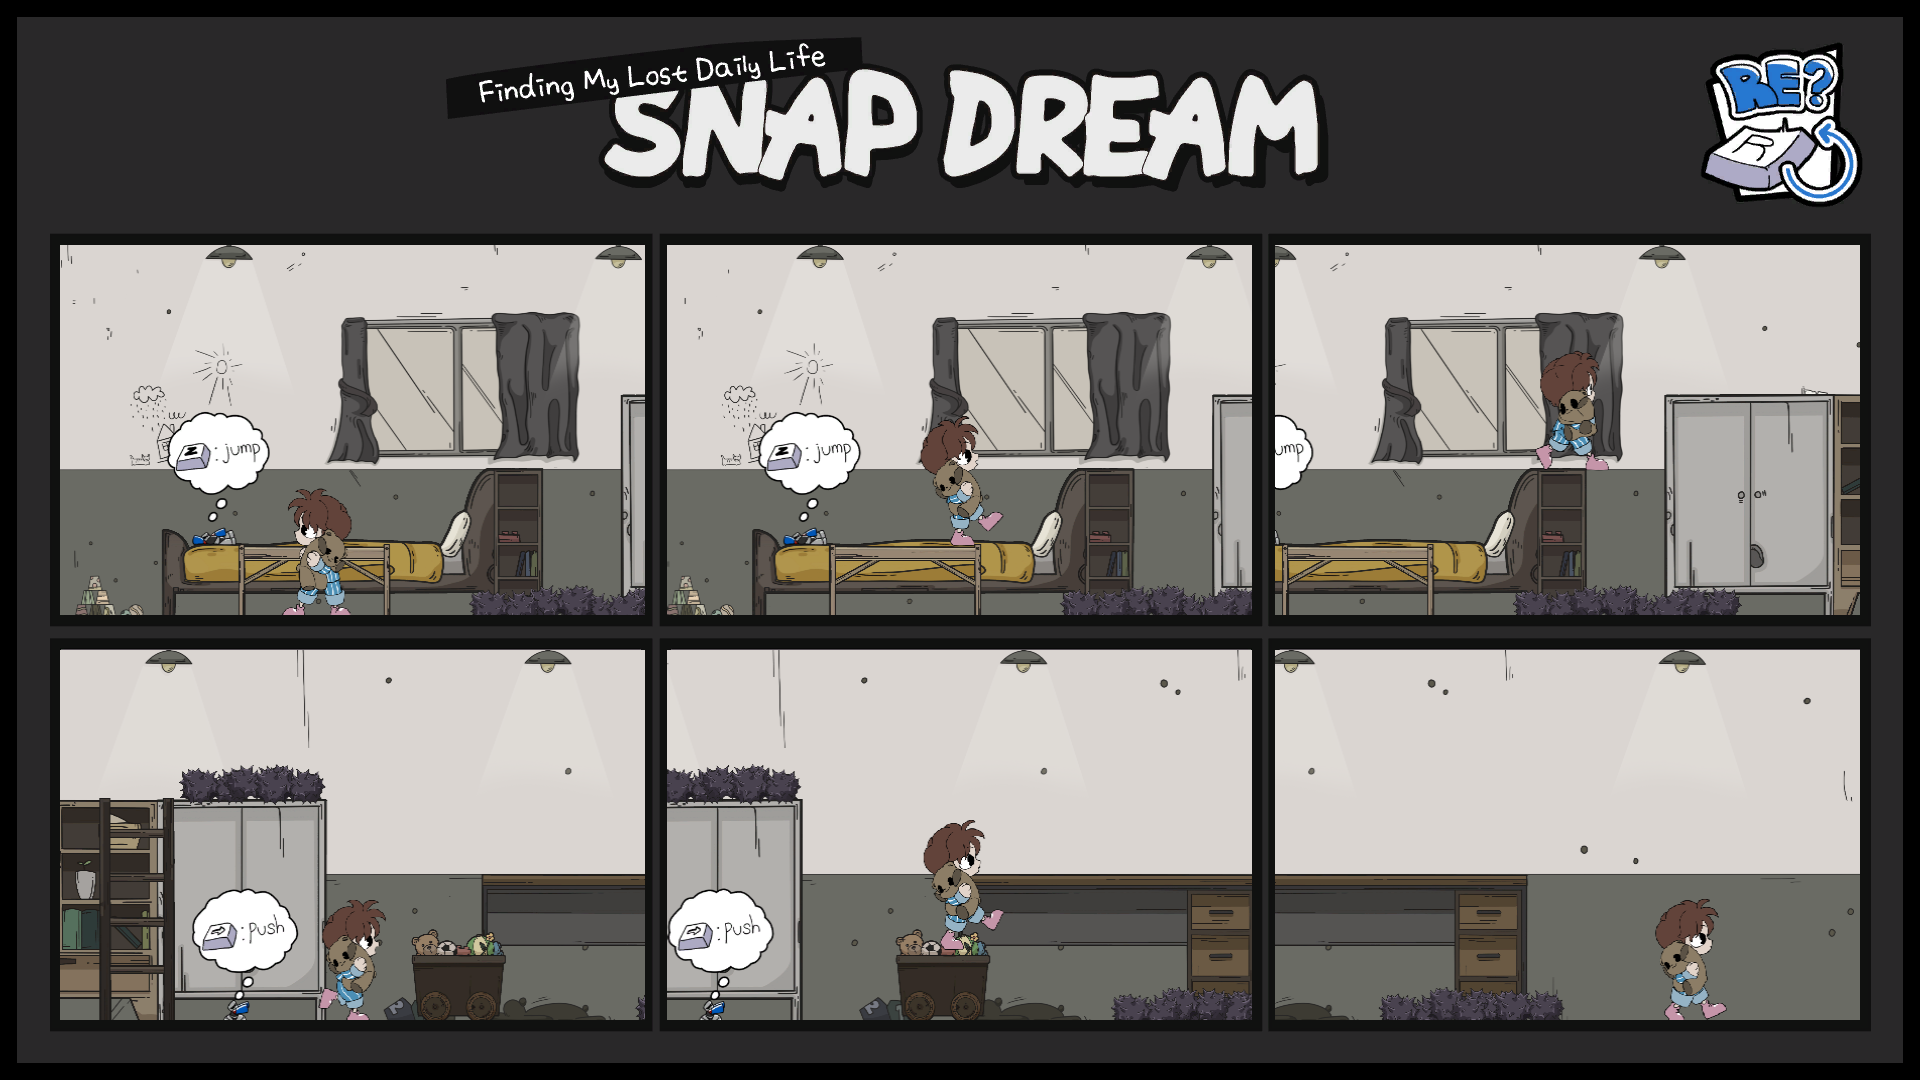 Finding My Lost Daily Life
SNAP DREAM
RE?
R
Z : jump
Z : jump
ump
⇨ : push
⇨ : push